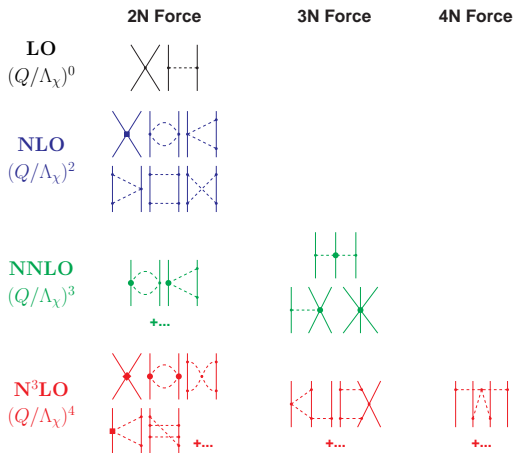 2N Force 3N Force 4N Force
LO
(Q/Λχ)⁰
NLO
(Q/Λχ)²
NNLO
(Q/Λχ)³
+...
N³LO
(Q/Λχ)⁴
+... +... +...